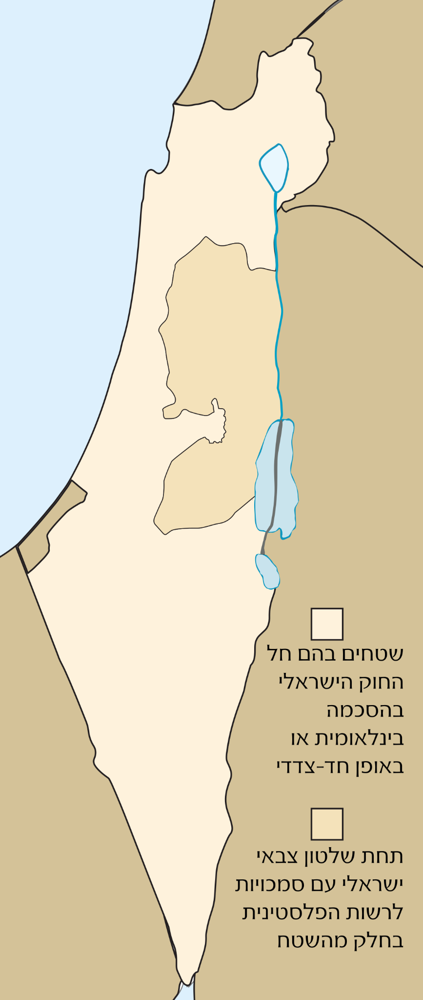 שטחים בהם חל
החוק הישראלי
בהסכמה
בינלאומית או
באופן חד-צדדי
תחת שלטון צבאי
ישראלי עם סמכויות
לרשות הפלסטינית
בחלק מהשטח